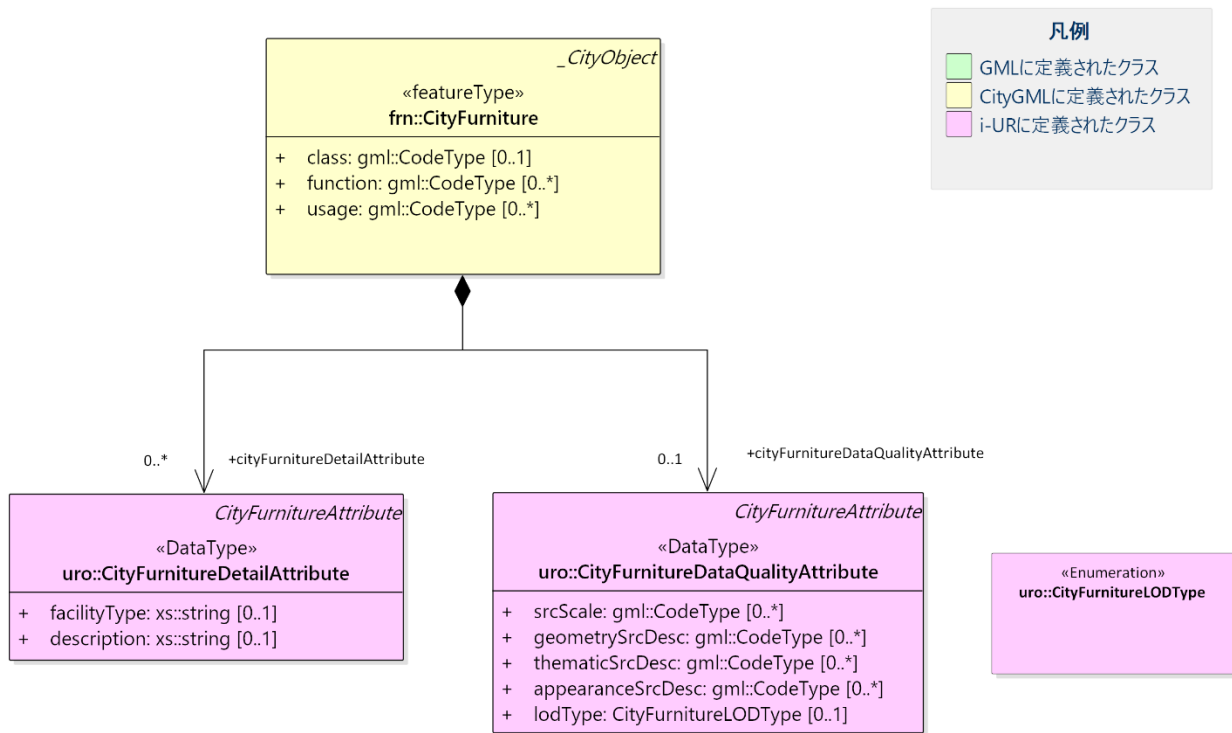 凡例
GMLに定義されたクラス
CityGMLに定義されたクラス
i-URに定義されたクラス
_CityObject
«featureType»
frn::CityFurniture
+ class: gml::CodeType [0..1]
+ function: gml::CodeType [0..*]
+ usage: gml::CodeType [0..*]
0..* +cityFurnitureDetailAttribute
0..1 +cityFurnitureDataQualityAttribute
CityFurnitureAttribute
«DataType»
uro::CityFurnitureDetailAttribute
+ facilityType: xs::string [0..1]
+ description: xs::string [0..1]
CityFurnitureAttribute
«DataType»
uro::CityFurnitureDataQualityAttribute
+ srcScale: gml::CodeType [0..*]
+ geometrySrcDesc: gml::CodeType [0..*]
+ thematicSrcDesc: gml::CodeType [0..*]
+ appearanceSrcDesc: gml::CodeType [0..*]
+ lodType: CityFurnitureLODType [0..1]
«Enumeration»
uro::CityFurnitureLODType